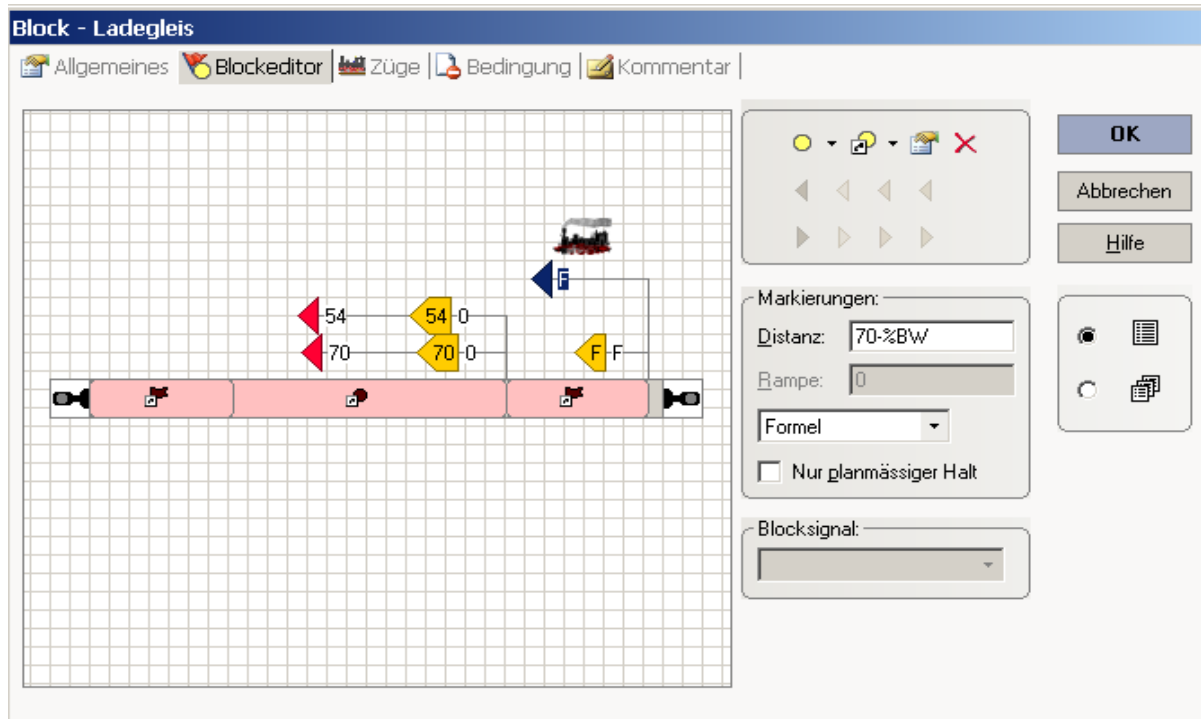 Block - Ladegleis
Allgemeines Blockeditor Züge Bedingung Kommentar
OK
Abbrechen
Hilfe
F
54 54 0
70 70 0 F F
Markierungen:
Distanz: 70-%BW
Rampe: 0
Formel
Nur planmässiger Halt
Blocksignal: